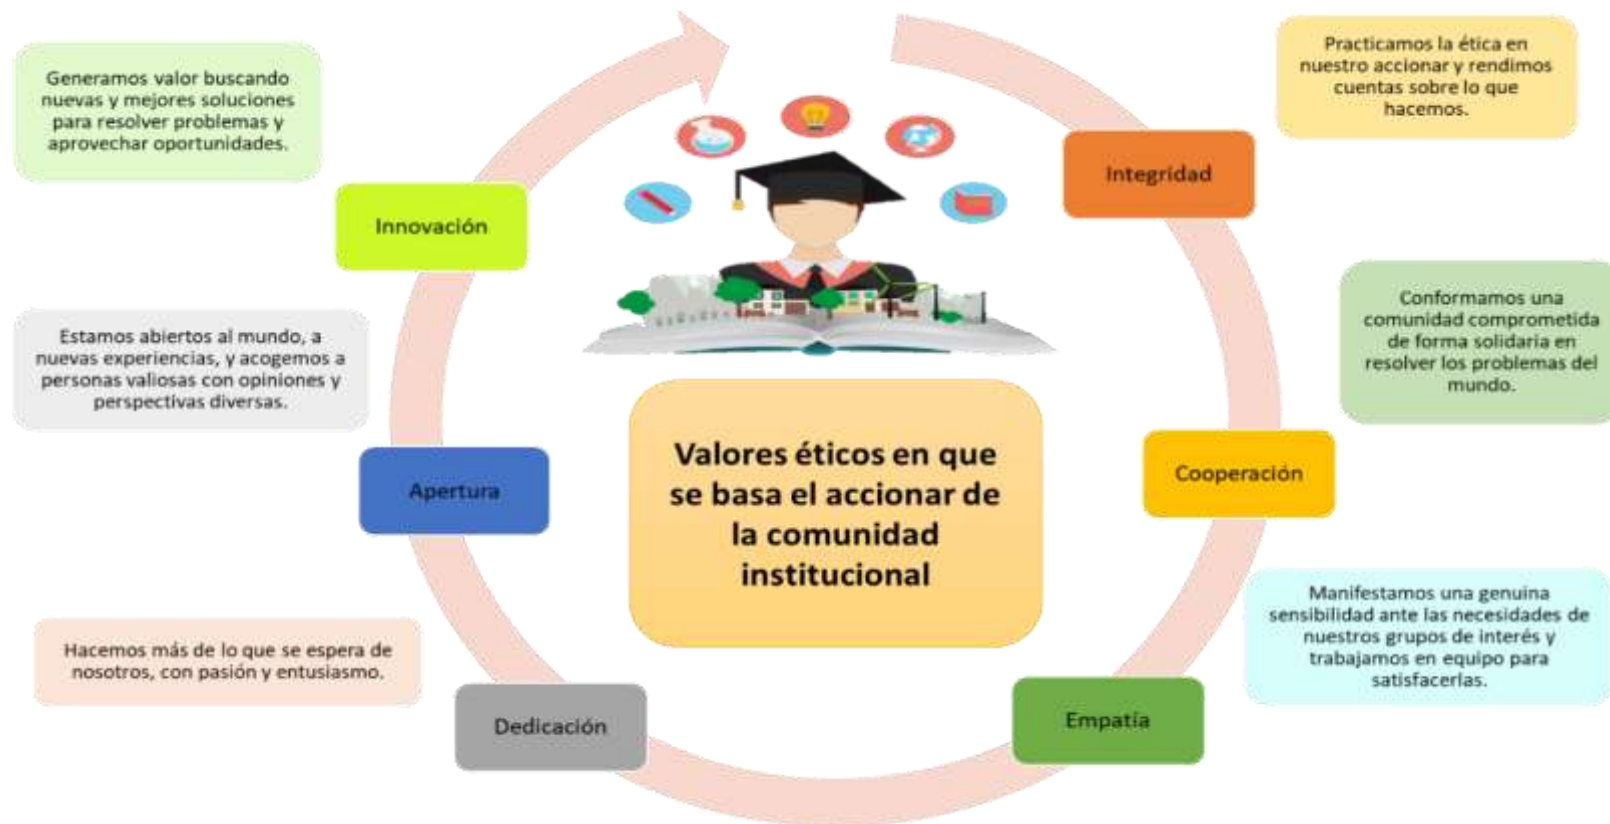 Valores éticos en que
se basa el accionar de
la comunidad
institucional
Integridad
Practicamos la ética en
nuestro accionar y rendimos
cuentas sobre lo que
hacemos.
Cooperación
Conformamos una
comunidad comprometida
de forma solidaria en
resolver los problemas del
mundo.
Empatía
Manifestamos una genuina
sensibilidad ante las necesidades de
nuestros grupos de interés y
trabajamos en equipo para
satisfacerlas.
Dedicación
Hacemos más de lo que se espera de
nosotros, con pasión y entusiasmo.
Apertura
Estamos abiertos al mundo, a
nuevas experiencias, y acogemos a
personas valiosas con opiniones y
perspectivas diversas.
Innovación
Generamos valor buscando
nuevas y mejores soluciones
para resolver problemas y
aprovechar oportunidades.